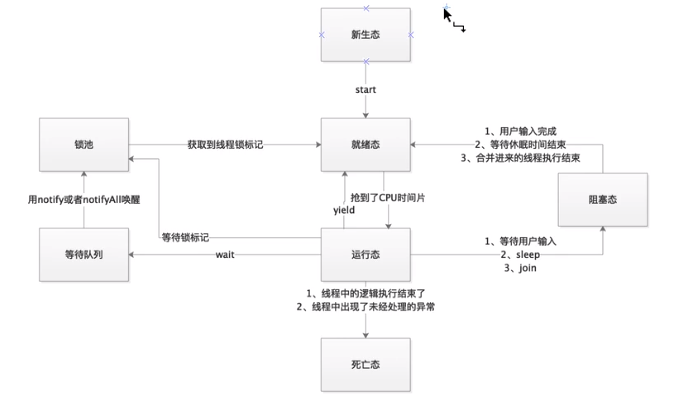 新生态
start
锁池
获取到线程锁标记
就绪态
1、用户输入完成
2、等待休眠时间结束
3、合并进来的线程执行结束
用notify或者notifyAll唤醒
yield
抢到了CPU时间片
阻塞态
等待锁标记
等待队列
wait
运行态
1、等待用户输入
2、sleep
3、join
1、线程中的逻辑执行结束了
2、线程中出现了未经处理的异常
死亡态